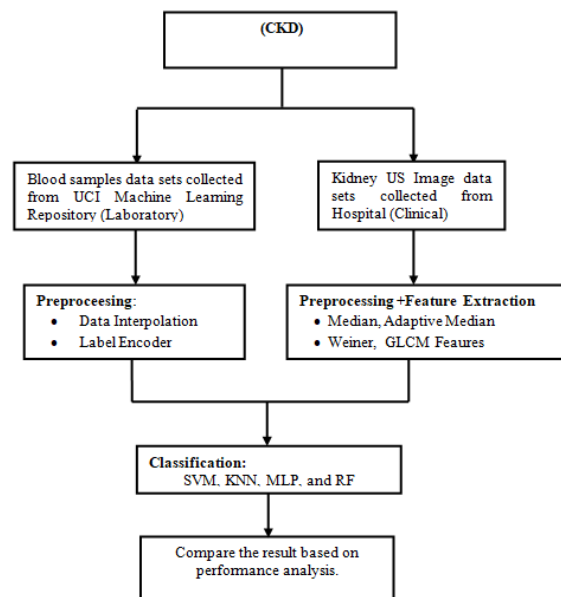 (CKD)
Blood samples data sets collected
from UCI Machine Learning
Repository (Laboratory)
Kidney US Image data
sets collected from
Hospital (Clinical)
Preproceesing:
• Data Interpolation
• Label Encoder
Preprocessing +Feature Extraction
• Median, Adaptive Median
• Weiner, GLCM Feaures
Classification:
SVM, KNN, MLP, and RF
Compare the result based on
performance analysis.